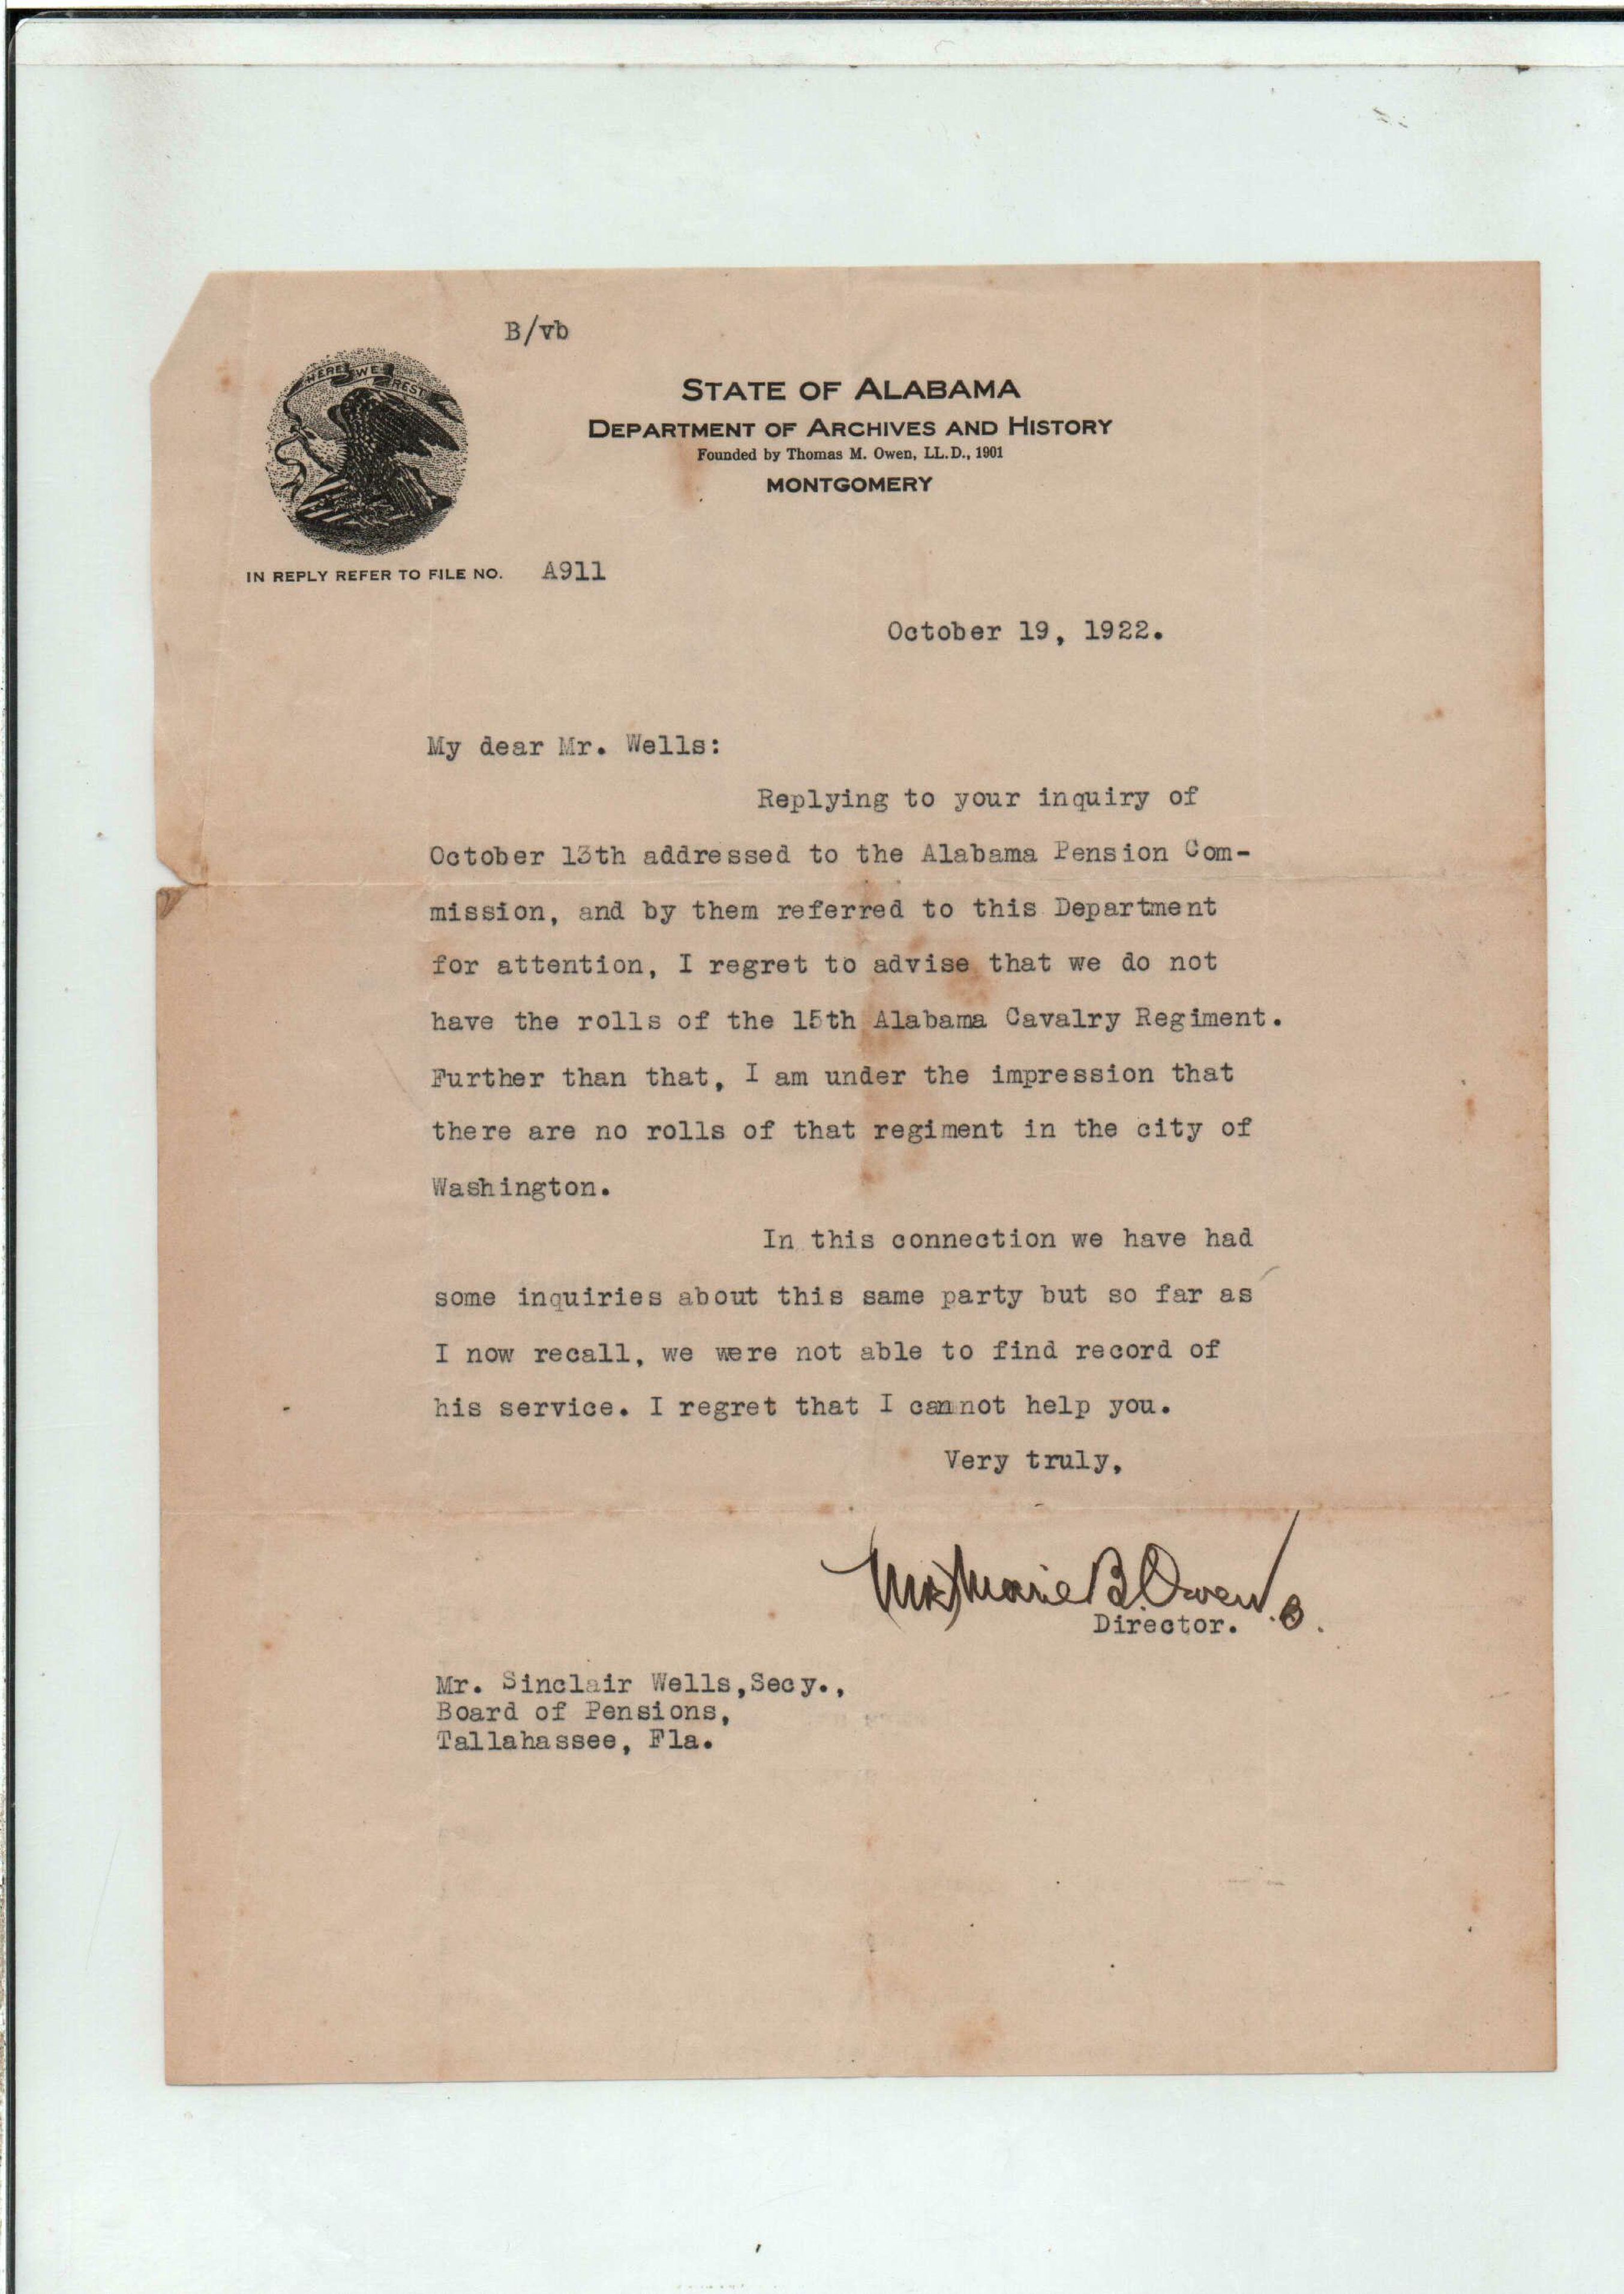 B/vb
HERE WE REST
STATE OF ALABAMA
DEPARTMENT OF ARCHIVES AND HISTORY
Founded by Thomas M. Owen, LL.D., 1901
MONTGOMERY
IN REPLY REFER TO FILE NO. A911
October 19, 1922.
My dear Mr. Wells:
Replying to your inquiry of
October 13th addressed to the Alabama Pension Com-
mission, and by them referred to this Department
for attention, I regret to advise that we do not
have the rolls of the 15th Alabama Cavalry Regiment.
Further than that, I am under the impression that
there are no rolls of that regiment in the city of
Washington.
In this connection we have had
some inquiries about this same party but so far as
I now recall, we were not able to find record of
his service. I regret that I cannot help you.
Very truly,
Mrs Marie B. Owen. B.
Director.
Mr. Sinclair Wells,Secy.,
Board of Pensions,
Tallahassee, Fla.